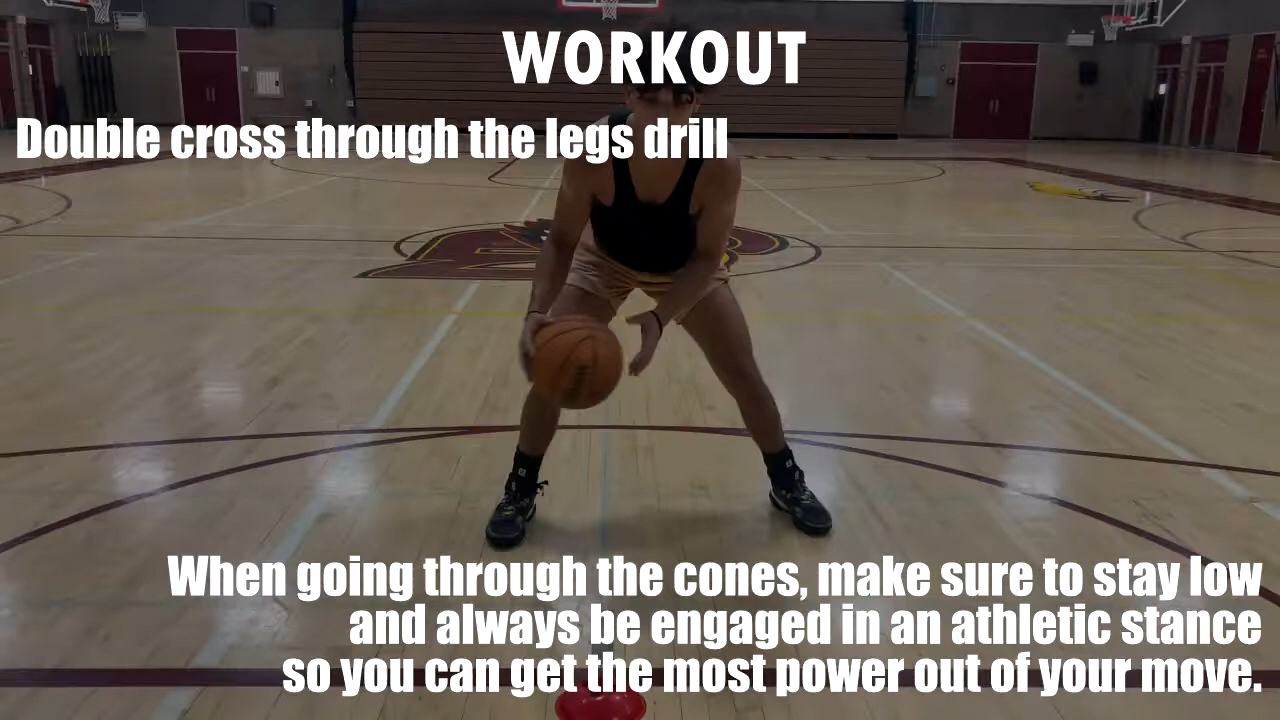 WORKOUT
Double cross through the legs drill
When going through the cones, make sure to stay low
and always be engaged in an athletic stance
so you can get the most power out of your move.